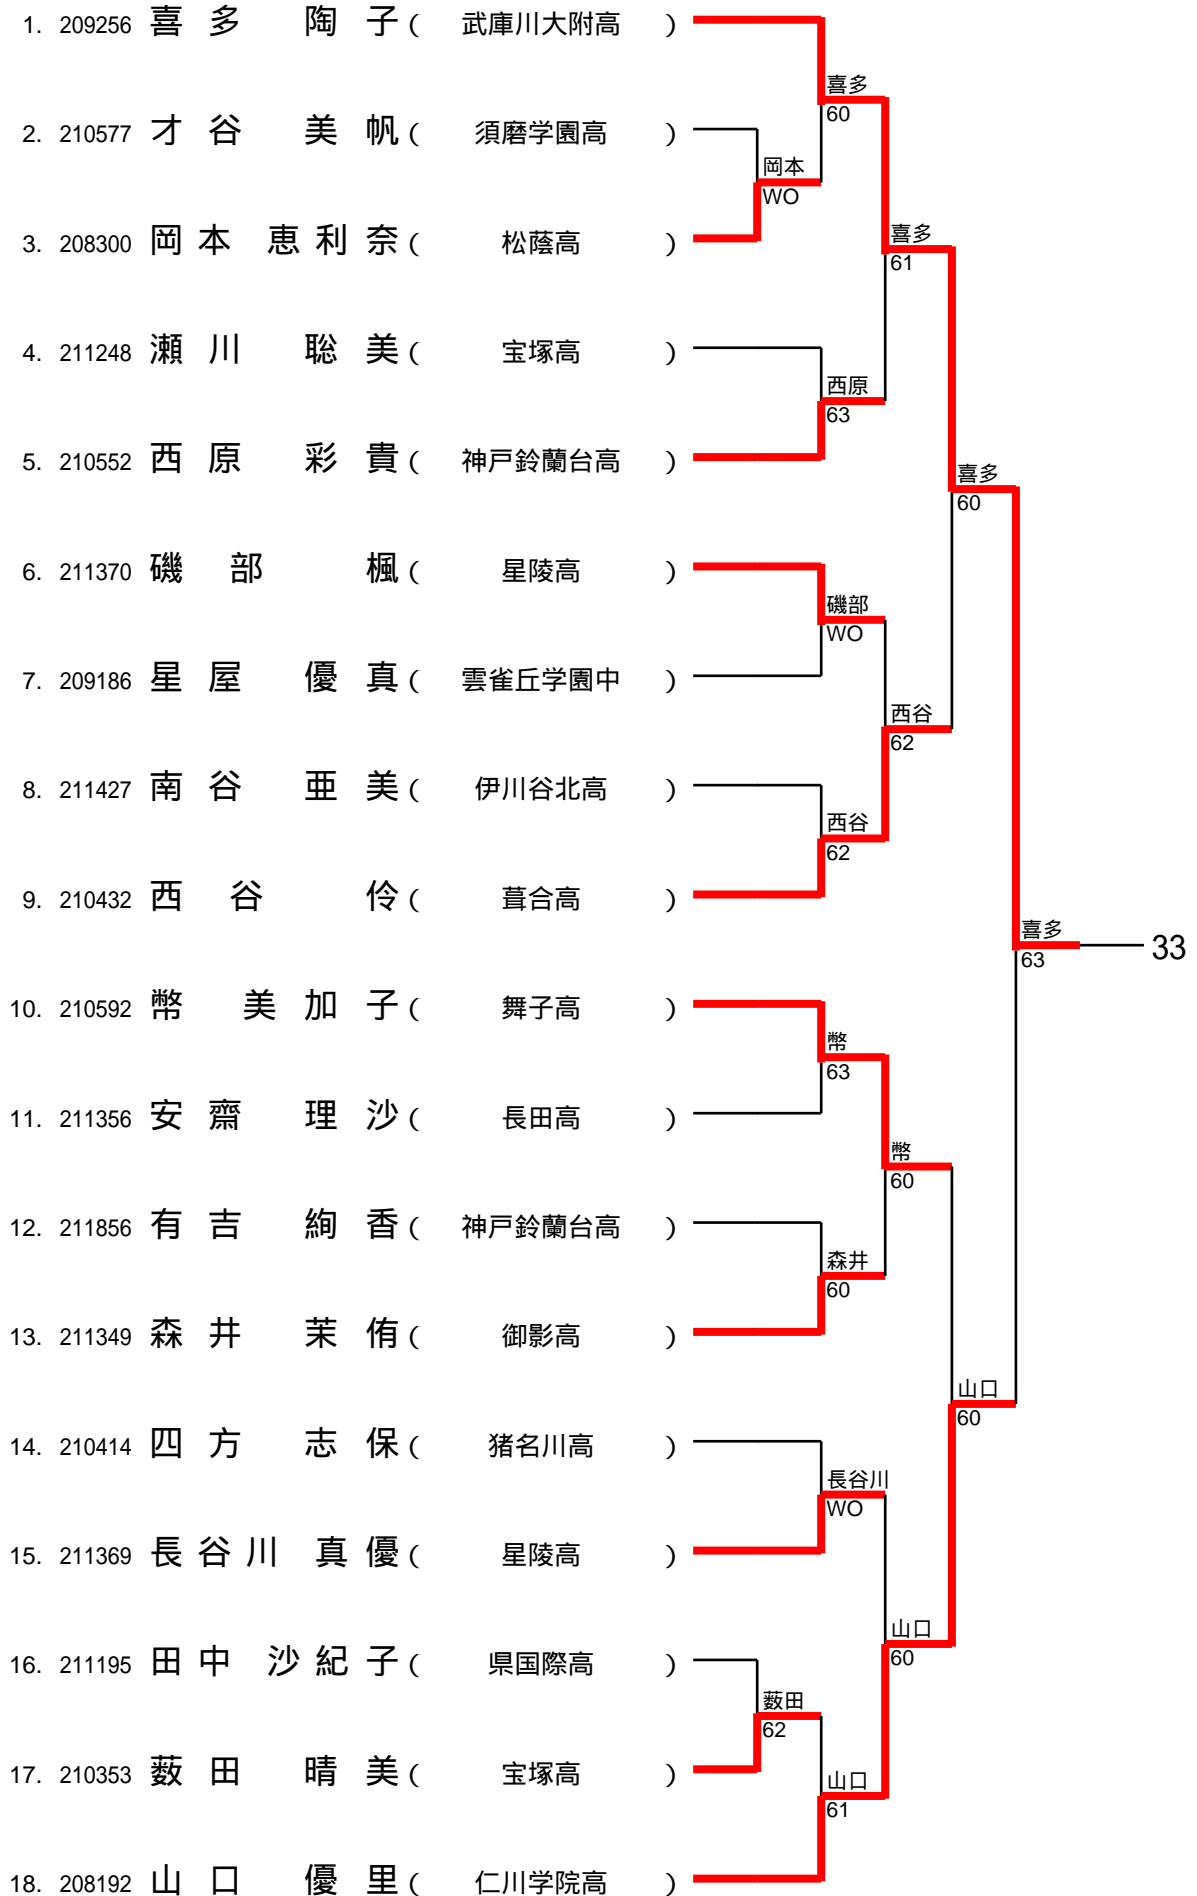 1. 209256 喜多 陶子 ( 武庫川大附高 )
喜多
60
2. 210577 才谷 美帆 ( 須磨学園高 )
岡本
WO
3. 208300 岡本 恵利奈 ( 松蔭高 )
喜多
61
4. 211248 瀬川 聡美 ( 宝塚高 )
西原
63
5. 210552 西原 彩貴 ( 神戸鈴蘭台高 )
喜多
60
6. 211370 磯部 楓 ( 星陵高 )
磯部
WO
7. 209186 星屋 優真 ( 雲雀丘学園中 )
西谷
62
8. 211427 南谷 亜美 ( 伊川谷北高 )
西谷
62
9. 210432 西谷 伶 ( 葺合高 )
喜多
63
33
10. 210592 幣 美加子 ( 舞子高 )
幣
63
11. 211356 安齋 理沙 ( 長田高 )
幣
60
12. 211856 有吉 絢香 ( 神戸鈴蘭台高 )
森井
60
13. 211349 森井 茉侑 ( 御影高 )
山口
60
14. 210414 四方 志保 ( 猪名川高 )
長谷川
WO
15. 211369 長谷川 真優 ( 星陵高 )
山口
60
16. 211195 田中 沙紀子 ( 県国際高 )
薮田
62
17. 210353 薮田 晴美 ( 宝塚高 )
山口
61
18. 208192 山口 優里 ( 仁川学院高 )